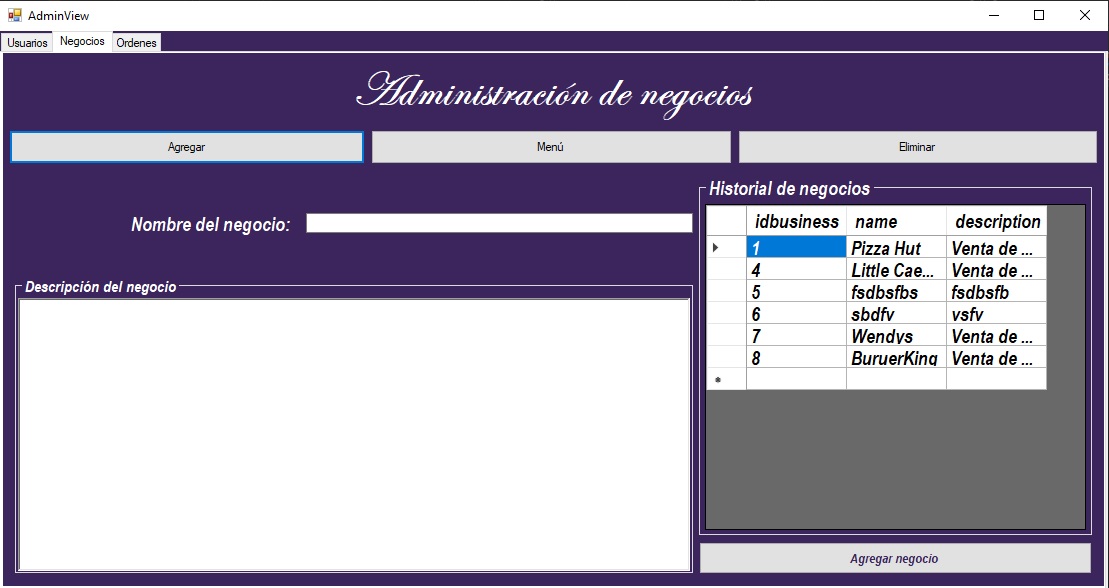 AdminView
Usuarios Negocios Ordenes
Administración de negocios
Agregar Menú Eliminar
Nombre del negocio:
Descripción del negocio
Historial de negocios
idbusiness name description
1 Pizza Hut Venta de ...
4 Little Cae... Venta de ...
5 fsdbsfbs fsdbsfb
6 sbdfv vsfv
7 Wendys Venta de ...
8 BuruerKing Venta de ...
Agregar negocio